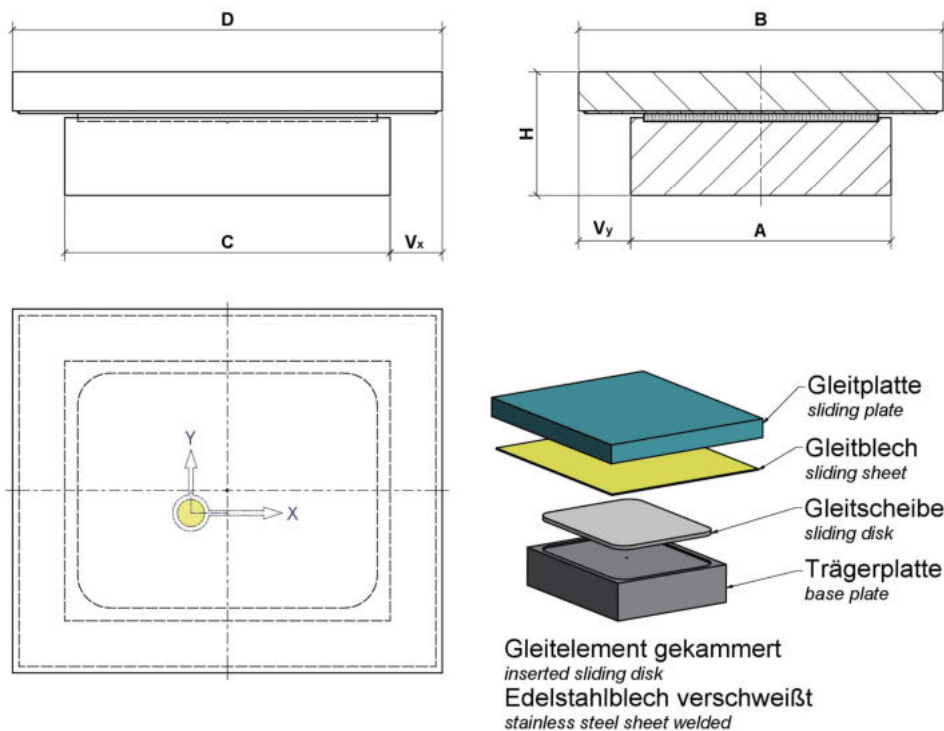 D
B
H
C
Vx
Vy
A
Y
X
Gleitplatte
sliding plate
Gleitblech
sliding sheet
Gleitscheibe
sliding disk
Trägerplatte
base plate
Gleitelement gekammert
inserted sliding disk
Edelstahlblech verschweißt
stainless steel sheet welded